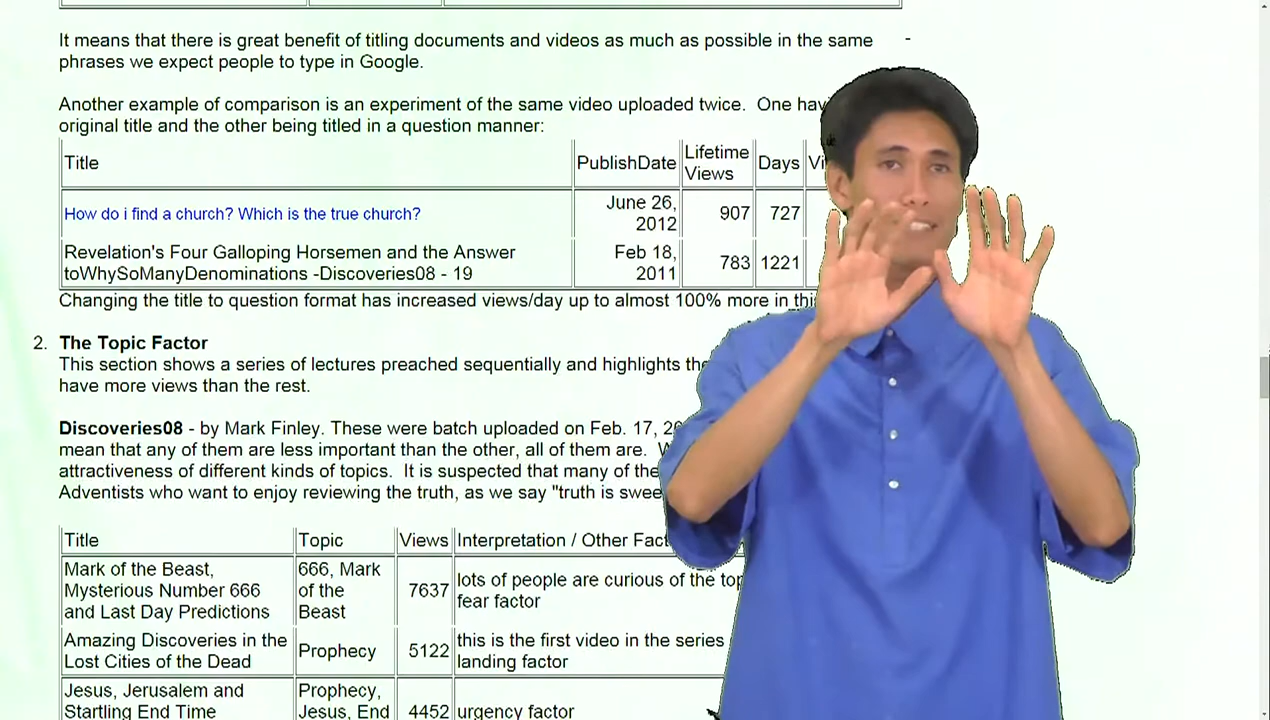 It means that there is great benefit of titling documents and videos as much as possible in the same
phrases we expect people to type in Google.
Another example of comparison is an experiment of the same video uploaded twice. One
original title and the other being titled in a question manner:
Title PublishDate Lifetime Views Days
How do i find a church? Which is the true church? June 26, 2012 907 727
Revelation's Four Galloping Horsemen and the Answer toWhySoManyDenominations -Discoveries08 - 19 Feb 18, 2011 783 1221
Changing the title to question format has increased views/day up to almost 100% more in
2. The Topic Factor
This section shows a series of lectures preached sequentially and highlights
have more views than the rest.
Discoveries08 - by Mark Finley. These were batch uploaded on Feb. 17,
mean that any of them are less important than the other, all of them are.
attractiveness of different kinds of topics. It is suspected that many of the
Adventists who want to enjoy reviewing the truth, as we say "truth is
Title Topic Views Interpretation / Other
Mark of the Beast, Mysterious Number 666 and Last Day Predictions 666, Mark of the Beast 7637 lots of people are curious of the fear factor
Amazing Discoveries in the Lost Cities of the Dead Prophecy 5122 this is the first video in the series landing factor
Jesus, Jerusalem and Startling End Time Prophecy, Jesus, End 4452 urgency factor